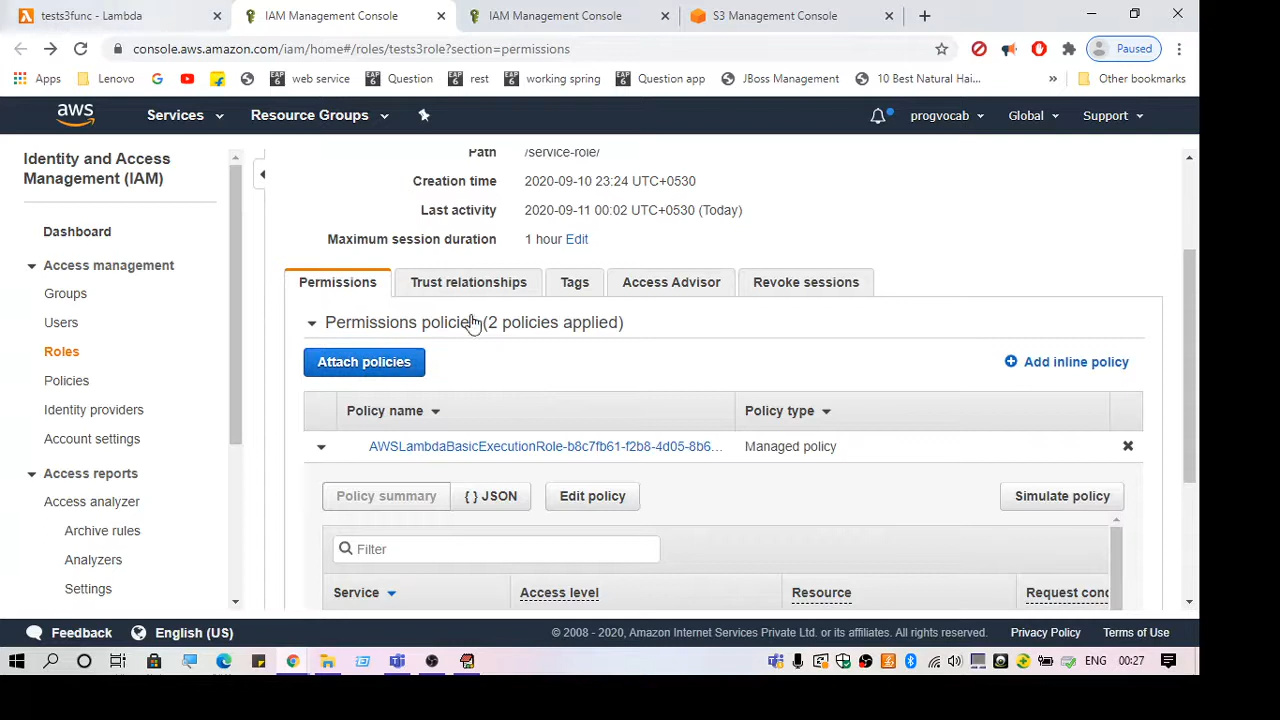 tests3func - Lambda
IAM Management Console
IAM Management Console
S3 Management Console
console.aws.amazon.com/iam/home#/roles/tests3role?section=permissions
Paused
Apps
Lenovo
web service
Question
rest
working spring
Question app
JBoss Management
10 Best Natural Hai...
»
Other bookmarks
aws
Services
Resource Groups
progvocab
Global
Support
Identity and Access
Management (IAM)
Dashboard
Access management
Groups
Users
Roles
Policies
Identity providers
Account settings
Access reports
Access analyzer
Archive rules
Analyzers
Settings
Path /service-role/
Creation time 2020-09-10 23:24 UTC+0530
Last activity 2020-09-11 00:02 UTC+0530 (Today)
Maximum session duration 1 hour Edit
Permissions
Trust relationships
Tags
Access Advisor
Revoke sessions
Permissions policies (2 policies applied)
Attach policies
Add inline policy
Policy name
Policy type
AWSLambdaBasicExecutionRole-b8c7fb61-f2b8-4d05-8b6...
Managed policy
Policy summary
{ } JSON
Edit policy
Simulate policy
Filter
Service
Access level
Resource
Request cond
Feedback
English (US)
© 2008 - 2020, Amazon Internet Services Private Ltd. or its affiliates. All rights reserved.
Privacy Policy
Terms of Use
ENG
00:27